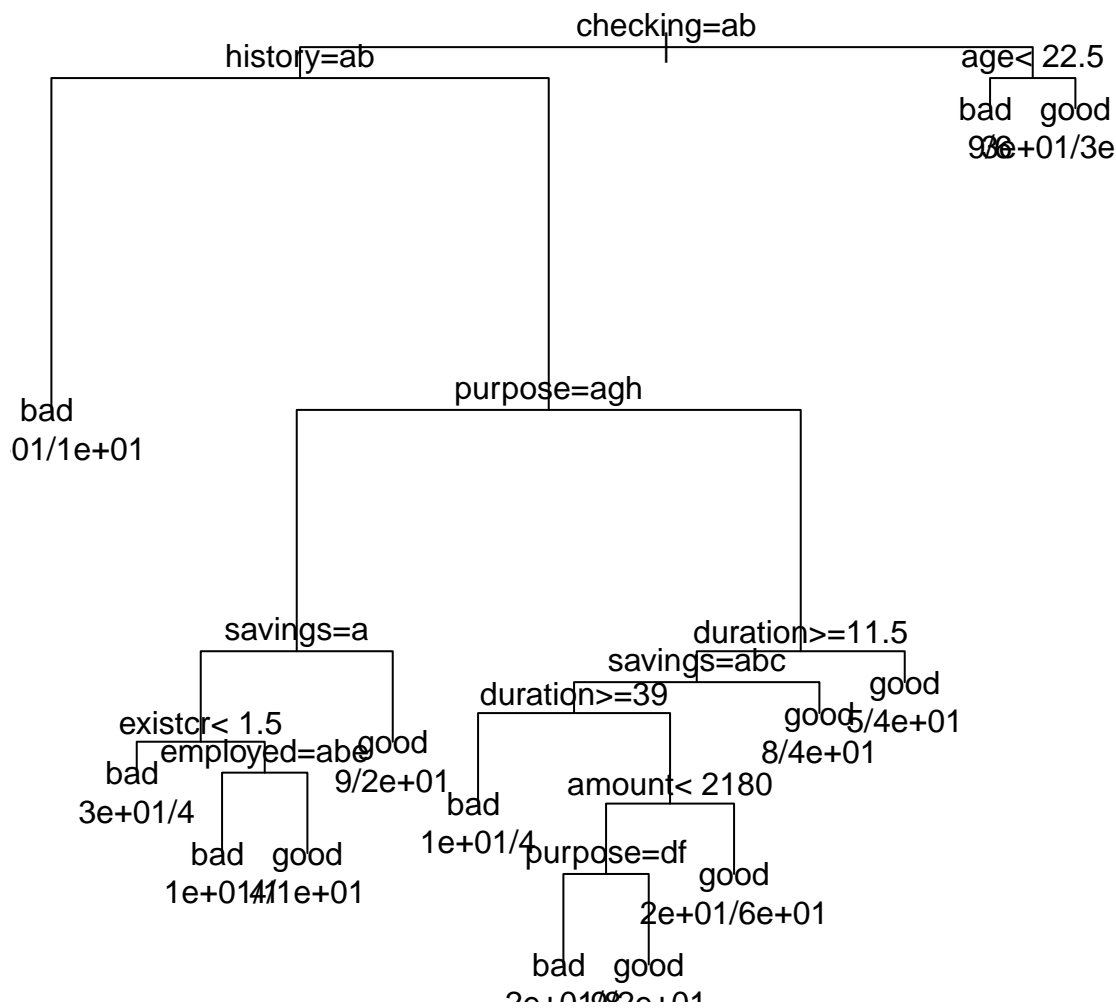 checking=ab
history=ab
age< 22.5
bad
good
purpose=agh
bad
01/1e+01
savings=a
duration>=11.5
savings=abc
duration>=39
good
5/4e+01
existcr< 1.5
good
8/4e+01
employed=abe
good
9/2e+01
bad
3e+01/4
amount< 2180
bad
1e+01/4
bad
good
purpose=df
good
2e+01/6e+01
bad
good